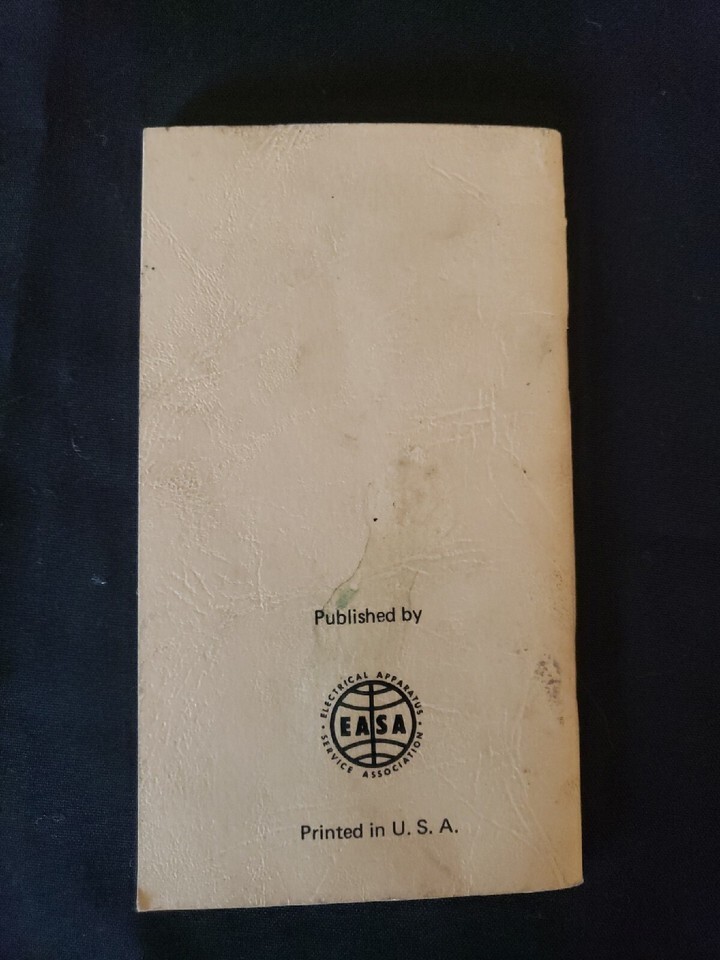 Published by
ELECTRICAL APPARATUS
EASA
SERVICE ASSOCIATION
Printed in U. S. A.